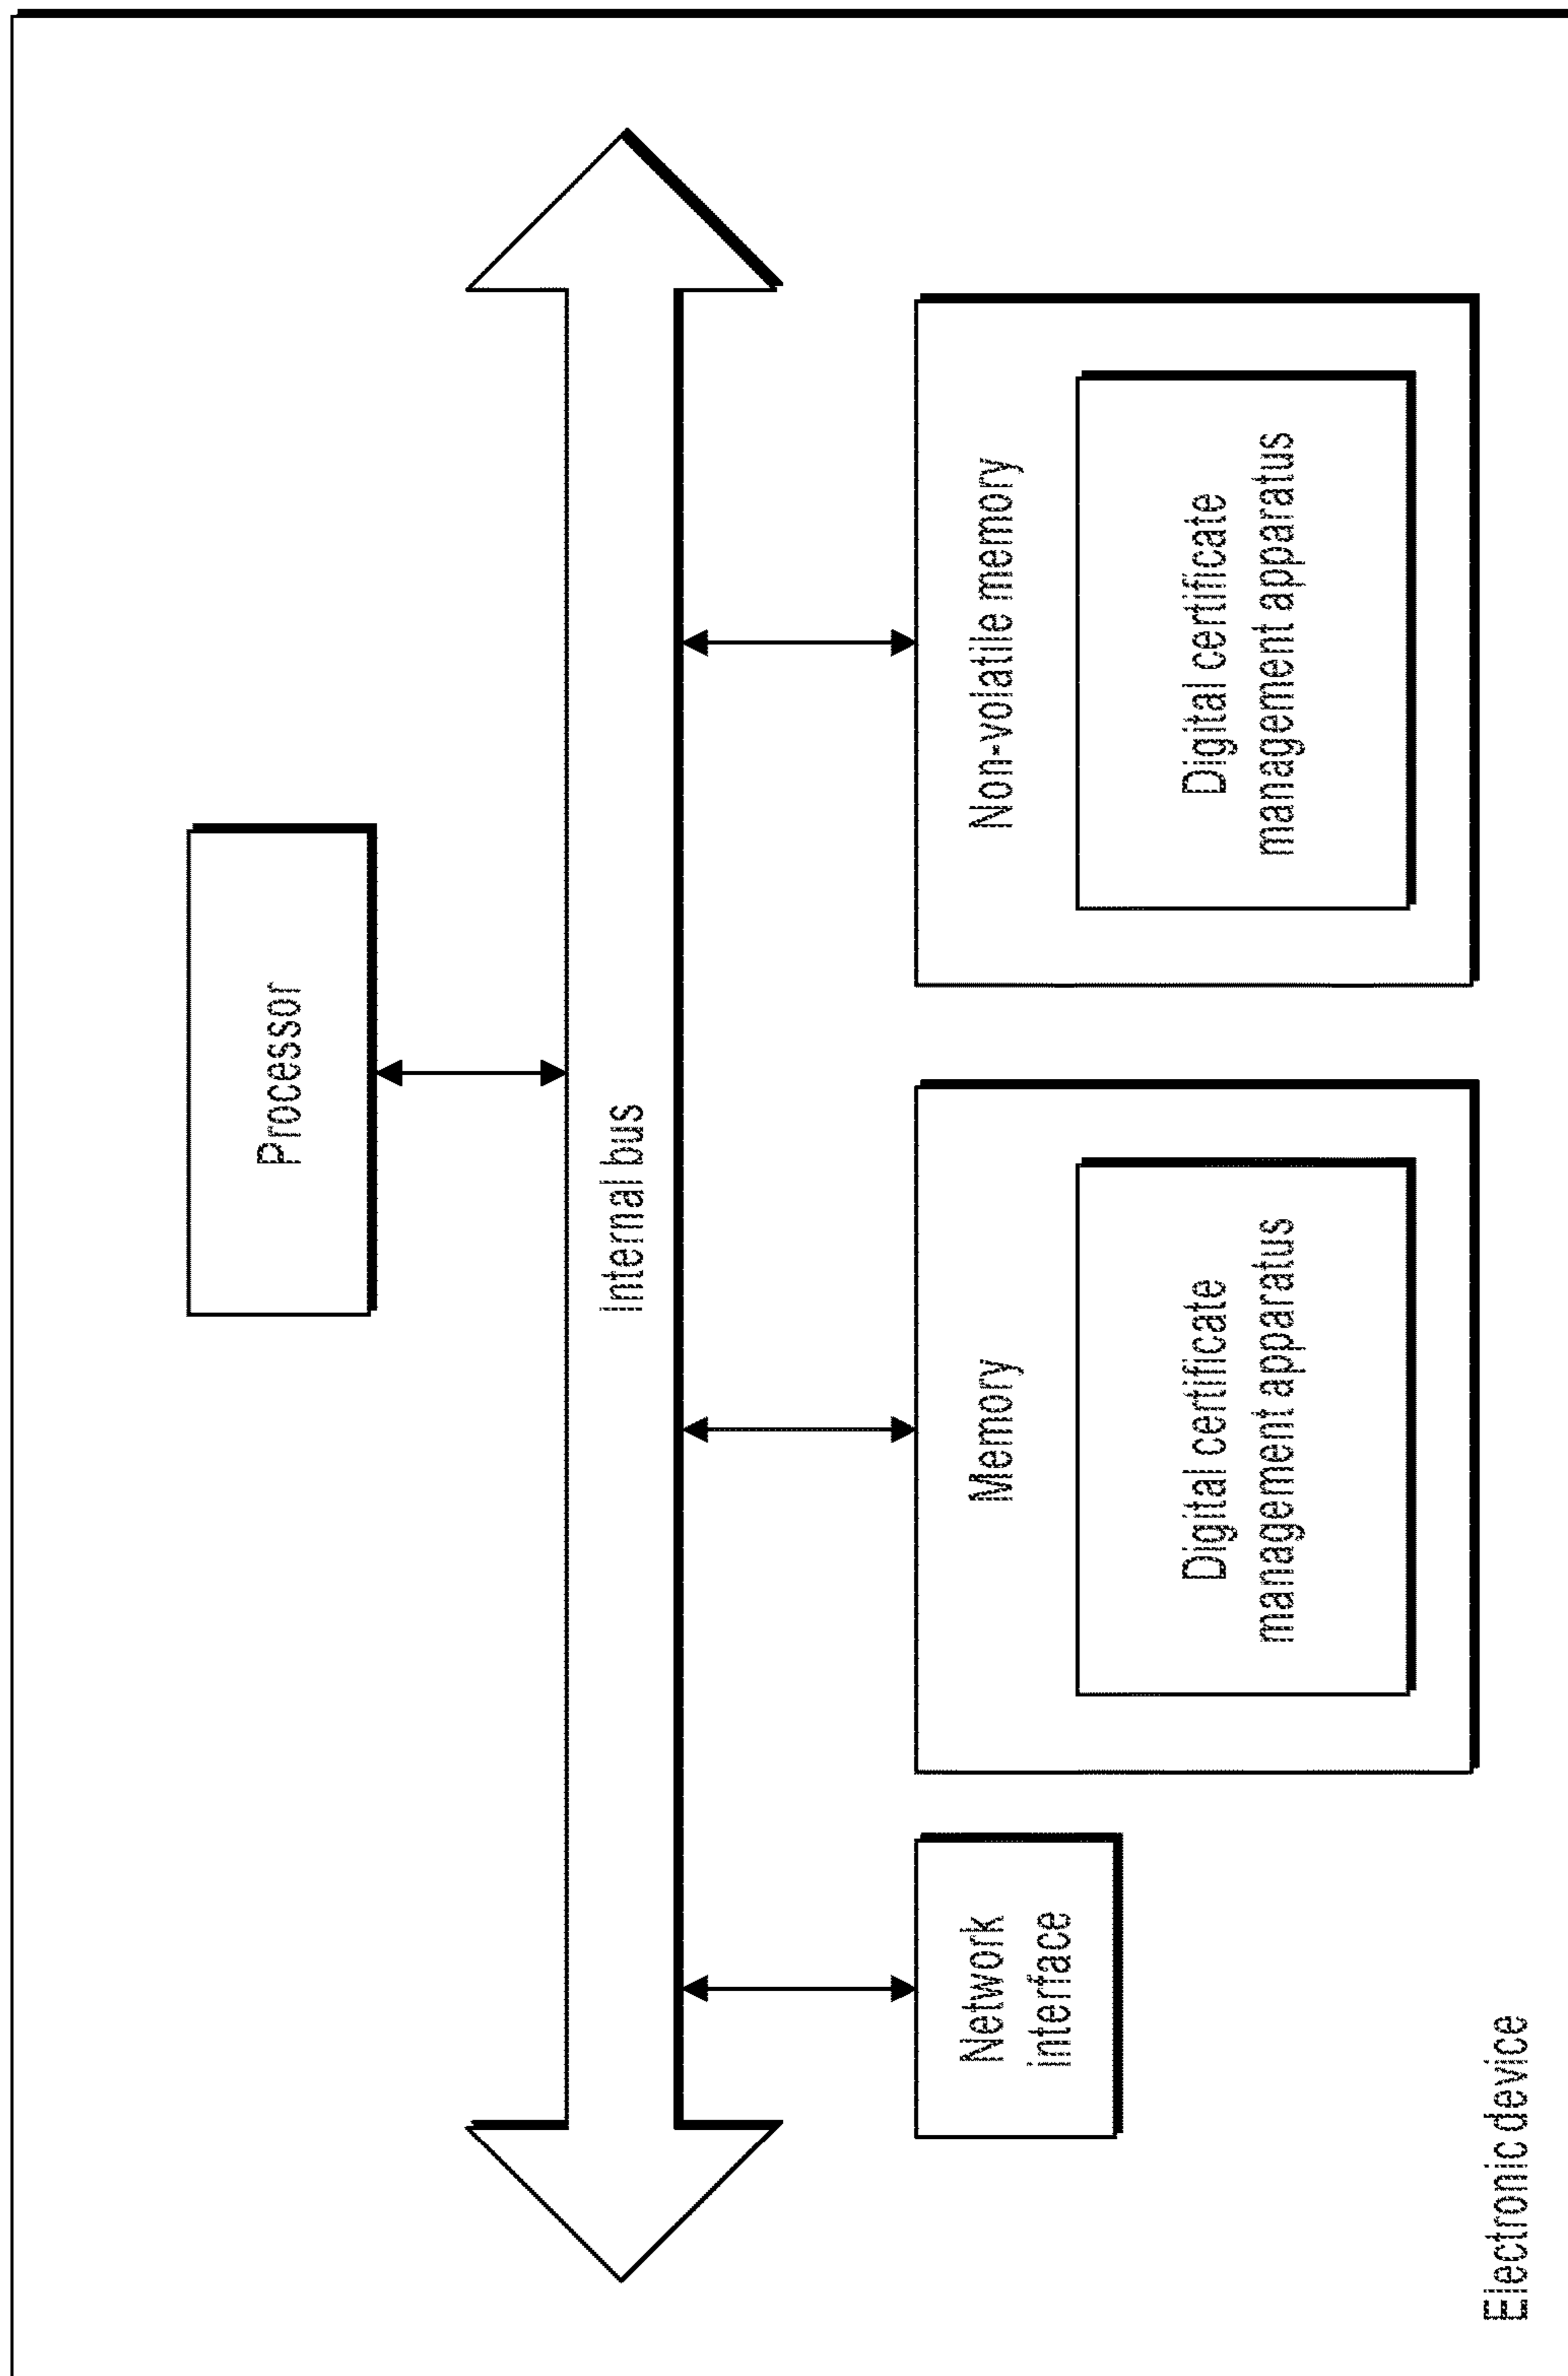 Processor
Internal bus
Network
interface
Memory
Digital certificate
management apparatus
Non-volatile memory
Digital certificate
management apparatus
Electronic device